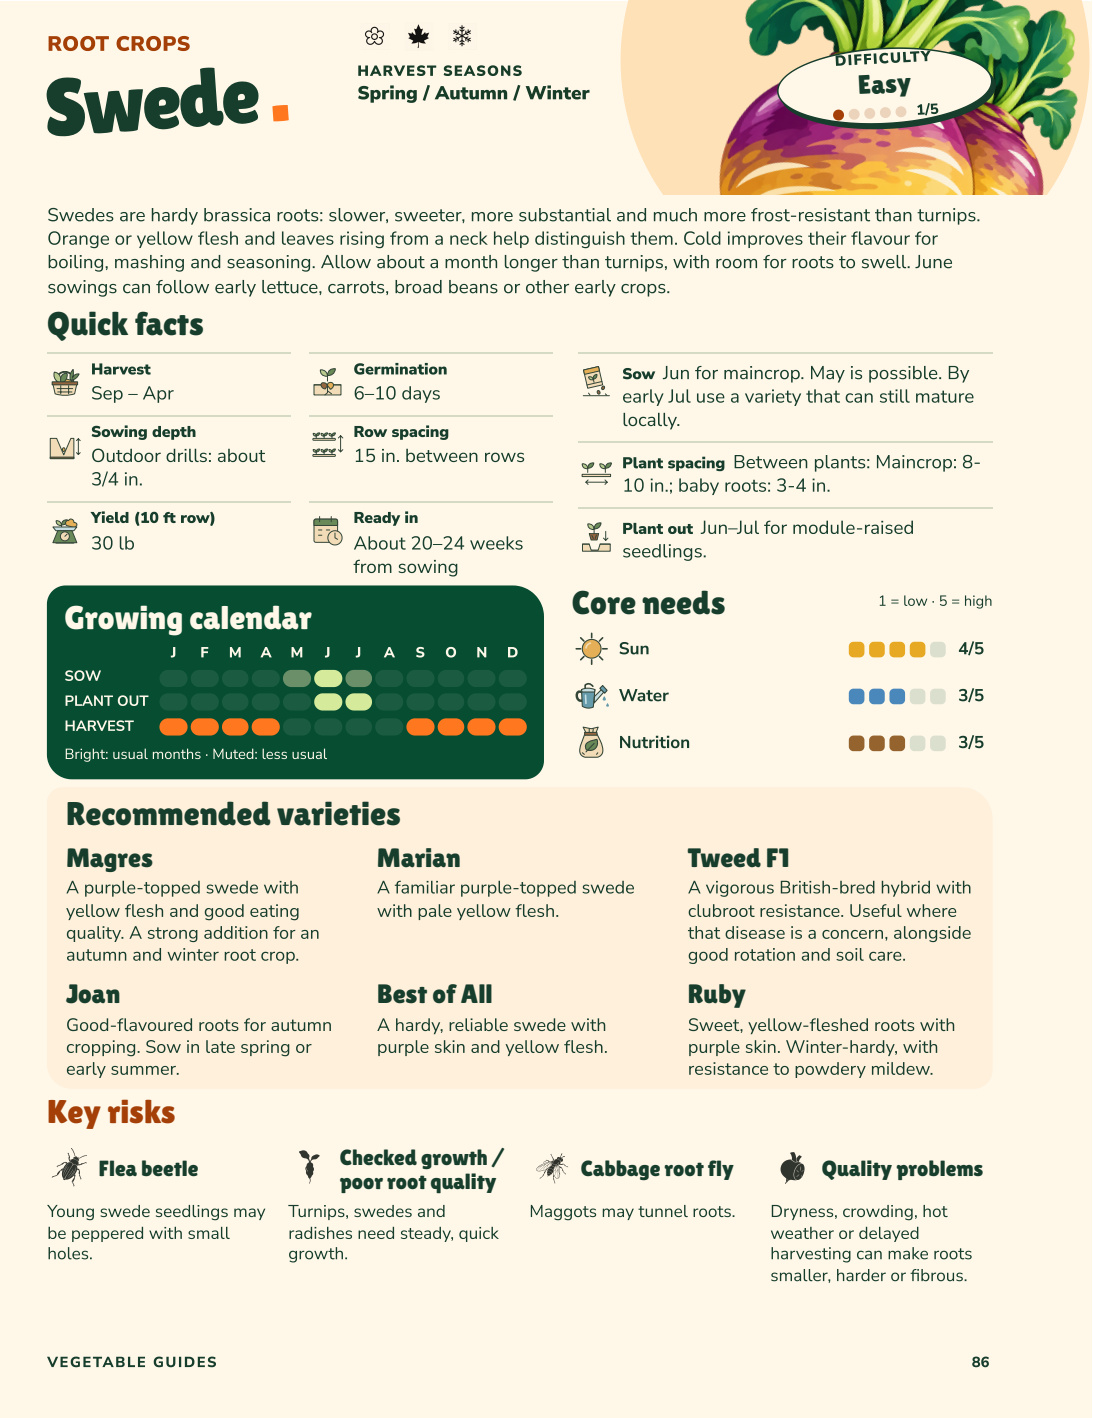 ROOT CROPS
Swede.
HARVEST SEASONS
Spring / Autumn / Winter
DIFFICULTY
Easy
1/5
Swedes are hardy brassica roots: slower, sweeter, more substantial and much more frost-resistant than turnips.
Orange or yellow flesh and leaves rising from a neck help distinguish them. Cold improves their flavour for
boiling, mashing and seasoning. Allow about a month longer than turnips, with room for roots to swell. June
sowings can follow early lettuce, carrots, broad beans or other early crops.
Quick facts
Harvest
Sep – Apr
Germination
6–10 days
Sowing depth
Outdoor drills: about
3/4 in.
Row spacing
15 in. between rows
Yield (10 ft row)
30 lb
Ready in
About 20–24 weeks
from sowing
Sow Jun for maincrop. May is possible. By
early Jul use a variety that can still mature
locally.
Plant spacing Between plants: Maincrop: 8-
10 in.; baby roots: 3-4 in.
Plant out Jun–Jul for module-raised
seedlings.
Growing calendar
J F M A M J J A S O N D
SOW
PLANT OUT
HARVEST
Bright: usual months · Muted: less usual
Core needs
1 = low · 5 = high
Sun 4/5
Water 3/5
Nutrition 3/5
Recommended varieties
Magres
A purple-topped swede with
yellow flesh and good eating
quality. A strong addition for an
autumn and winter root crop.
Marian
A familiar purple-topped swede
with pale yellow flesh.
Tweed F1
A vigorous British-bred hybrid with
clubroot resistance. Useful where
that disease is a concern, alongside
good rotation and soil care.
Joan
Good-flavoured roots for autumn
cropping. Sow in late spring or
early summer.
Best of All
A hardy, reliable swede with
purple skin and yellow flesh.
Ruby
Sweet, yellow-fleshed roots with
purple skin. Winter-hardy, with
resistance to powdery mildew.
Key risks
Flea beetle
Young swede seedlings may
be peppered with small
holes.
Checked growth /
poor root quality
Turnips, swedes and
radishes need steady, quick
growth.
Cabbage root fly
Maggots may tunnel roots.
Quality problems
Dryness, crowding, hot
weather or delayed
harvesting can make roots
smaller, harder or fibrous.
VEGETABLE GUIDES
86